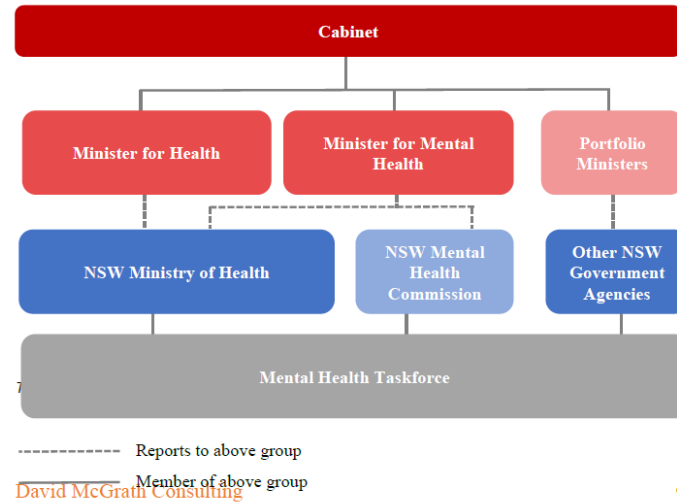 Cabinet
Minister for Health
Minister for Mental
Health
Portfolio
Ministers
NSW Ministry of Health
NSW Mental
Health
Commission
Other NSW
Government
Agencies
Mental Health Taskforce
Reports to above group
Member of above group
David McGrath Consulting